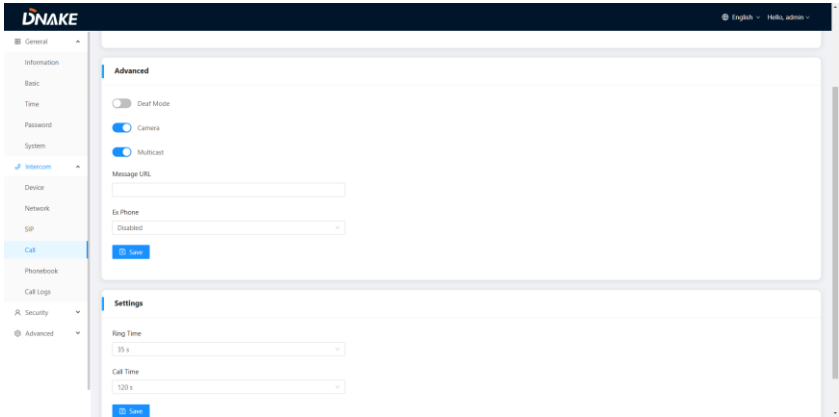 DNAKE
English
Hello, admin
General
Information
Basic
Time
Password
System
Intercom
Device
Network
SIP
Call
Phonebook
Call Logs
Security
Advanced
Advanced
Deaf Mode
Camera
Multicast
Message URL
Ex Phone
Disabled
Save
Settings
Ring Time
35 s
Call Time
120 s
Save